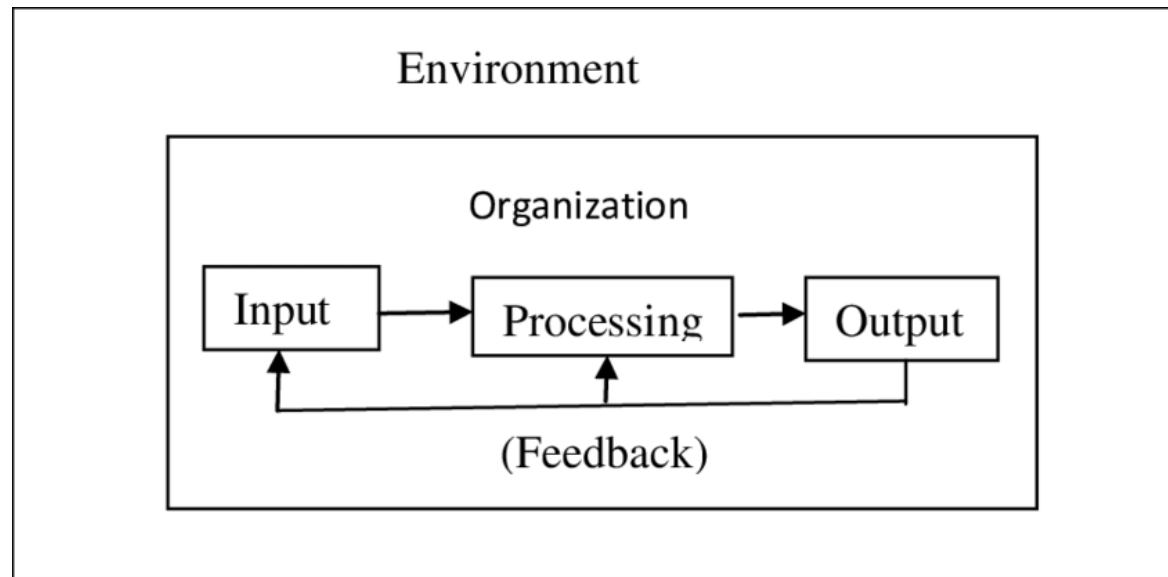 Environment
Organization
Input
Processing
Output
(Feedback)